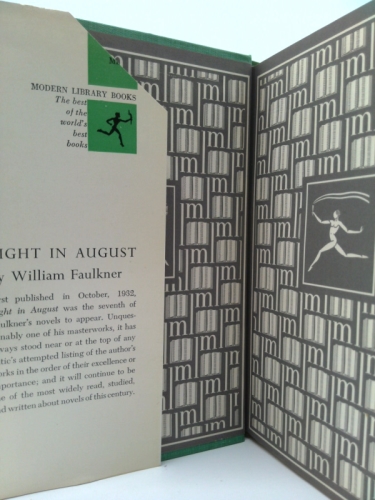 MODERN LIBRARY BOOKS
The best
of the
world's
best
books
IGHT IN AUGUST
y William Faulkner
rst published in October, 1932,
ght in August was the seventh of
ulkner's novels to appear. Unques-
nably one of his masterworks, it has
ways stood near or at the top of any
tic's attempted listing of the author's
orks in the order of their excellence or
portance; and it will continue to be
e of the most widely read, studied,
d written about novels of this century.